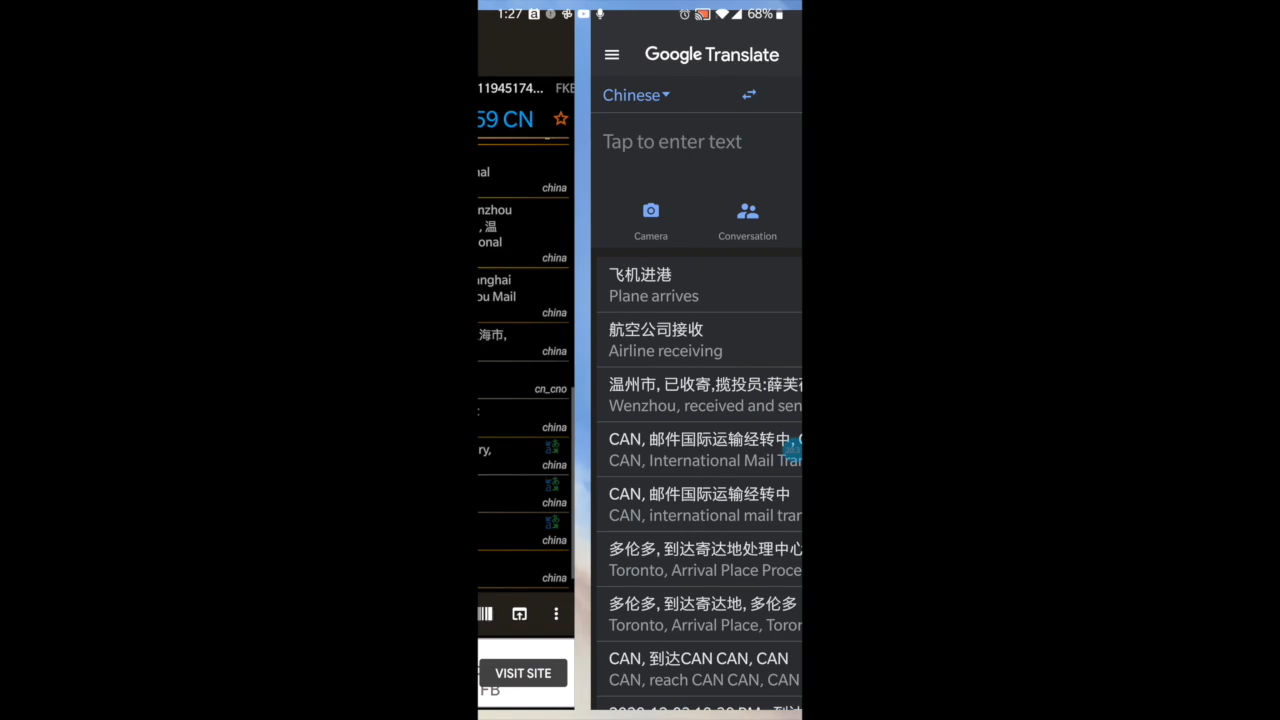 1:27
68%
11945174... FKE
59 CN
nal
china
nzhou
, 温
onal
china
anghai
ou Mail
china
海市,
china
cn_cno
:
china
ry,
china
china
china
china
VISIT SITE
FB
Google Translate
Chinese
Tap to enter text
Camera
Conversation
飞机进港
Plane arrives
航空公司接收
Airline receiving
温州市, 已收寄,揽投员:薛芙蓉
Wenzhou, received and sen
CAN, 邮件国际运输经转中, C
CAN, International Mail Tra
CAN, 邮件国际运输经转中
CAN, international mail tran
多伦多, 到达寄达地处理中心
Toronto, Arrival Place Proce
多伦多, 到达寄达地, 多伦多
Toronto, Arrival Place, Toron
CAN, 到达CAN CAN, CAN
CAN, reach CAN CAN, CAN